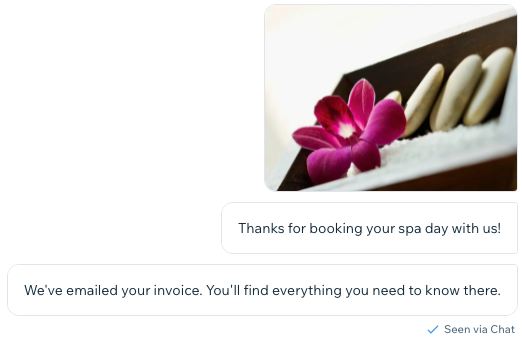 Thanks for booking your spa day with us!
We've emailed your invoice. You'll find everything you need to know there.
Seen via Chat